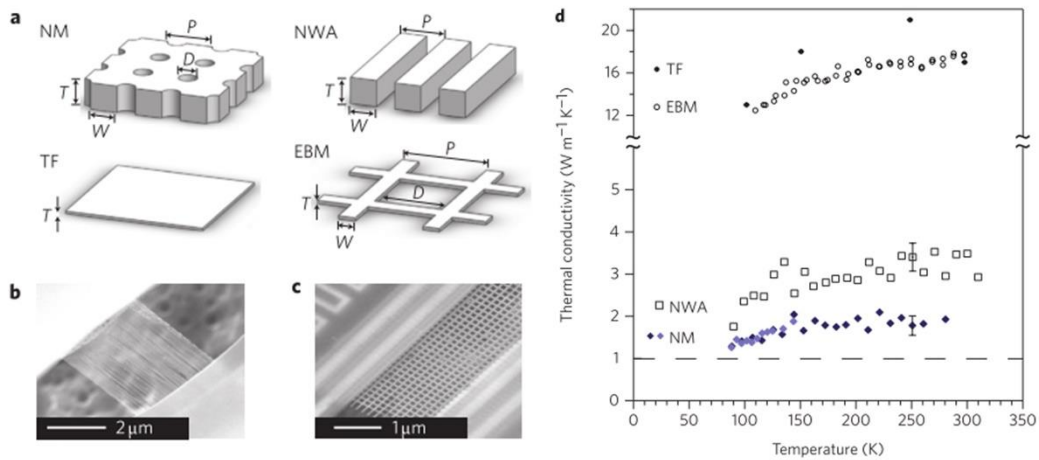 a
NM
P
D
T
W
NWA
P
T
W
TF
T
EBM
P
D
T
W
b
2μm
c
1μm
d
Thermal conductivity (W m⁻¹ K⁻¹)
20
16
12
5
4
3
2
1
0
TF
EBM
NWA
NM
0
50
100
150
200
250
300
350
Temperature (K)